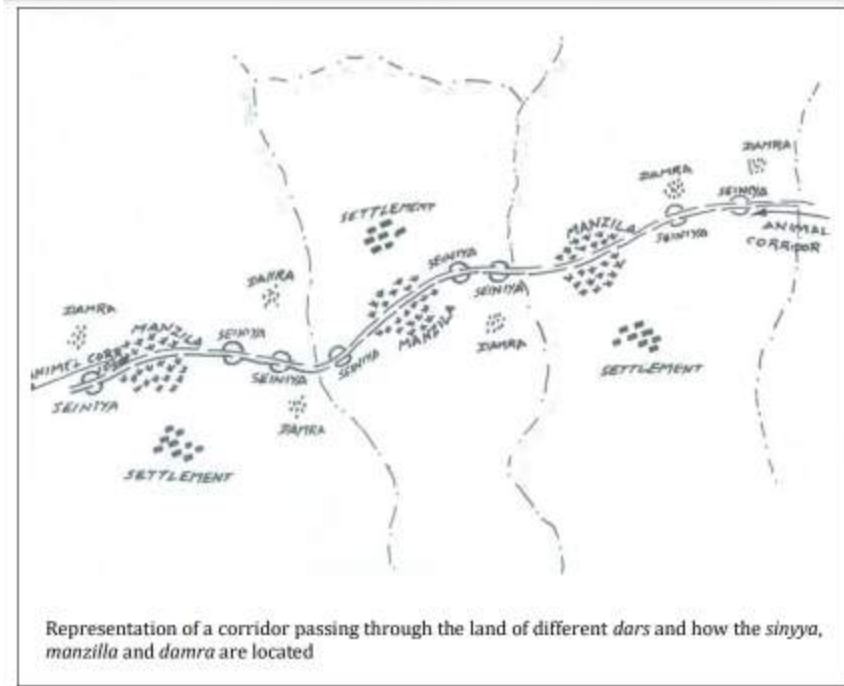 DAMRA
DAMRA
SEINIYA
MANZILA
SEINIYA
ANIMAL
CORRIDOR
SETTLEMENT
SEINIYA
DAMRA
SEINIYA
DAMRA
MANZILA
DAMRA
SEINIYA
SETTLEMENT
MANZILA
SEINIYA
SEINIYA
SEINIYA
DAMRA
SETTLEMENT
Representation of a corridor passing through the land of different dars and how the sinyya,
manzilla and damra are located